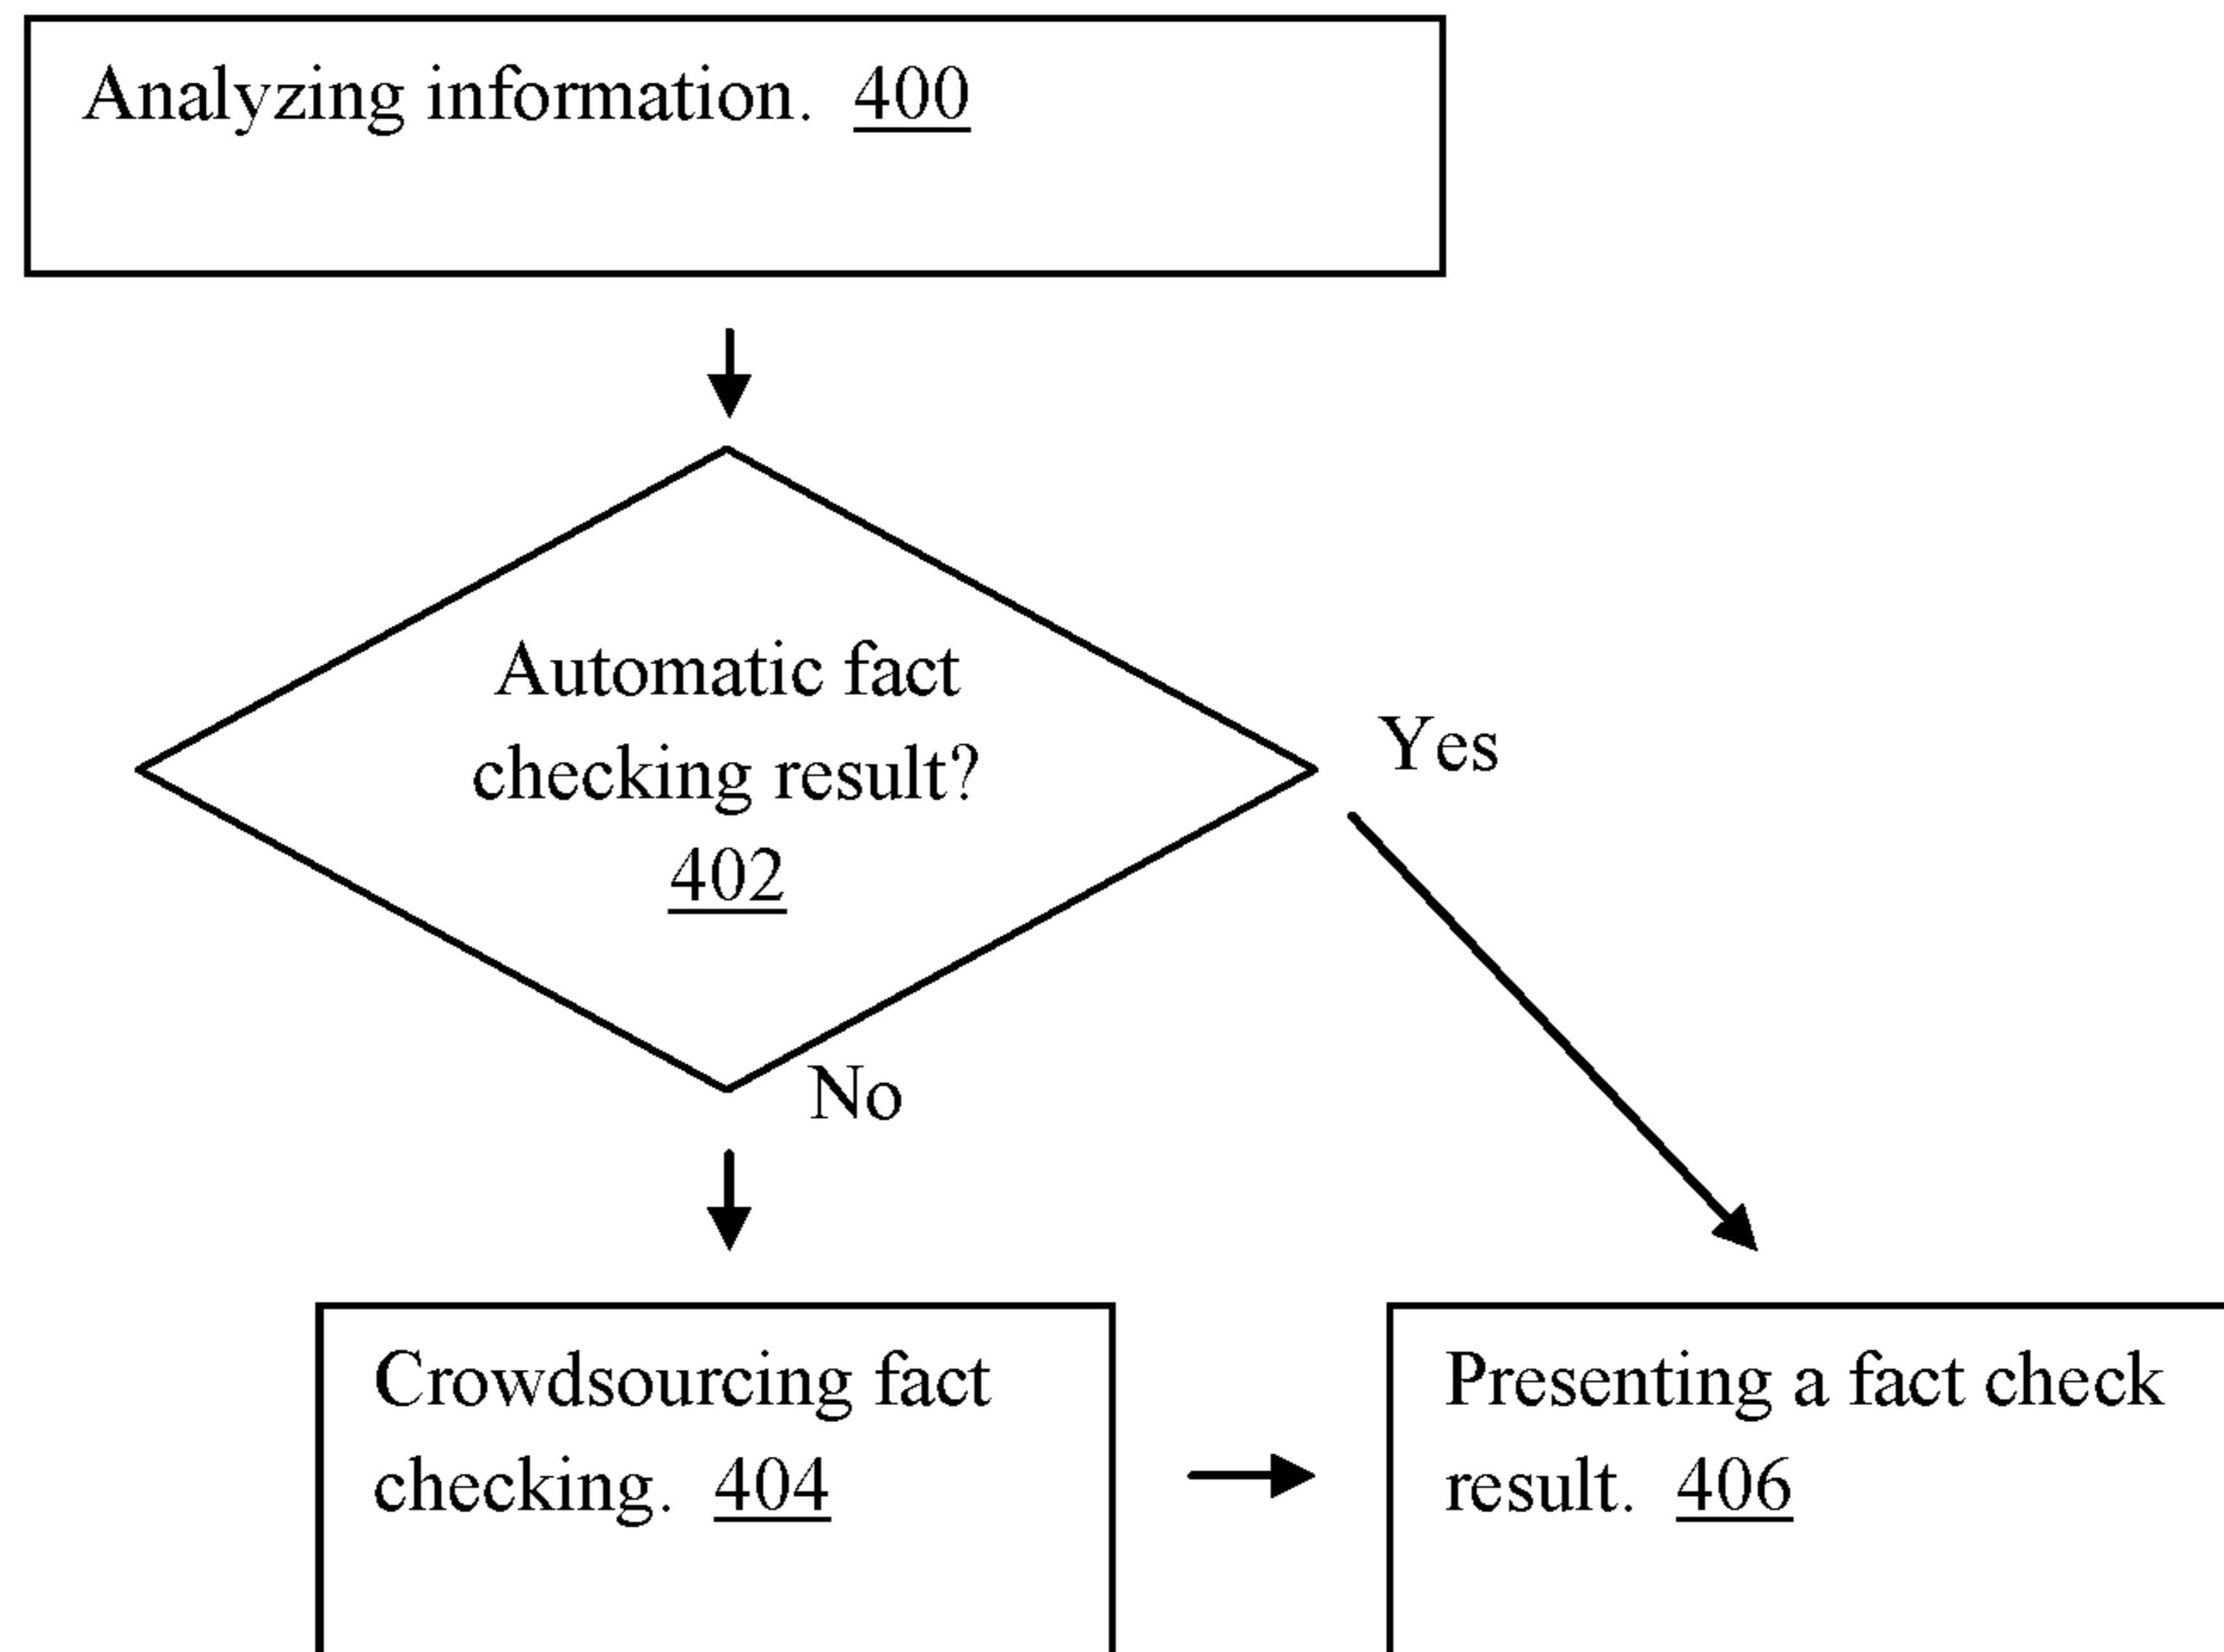 Analyzing information. 400
Automatic fact
checking result?
402
Yes
No
Crowdsourcing fact
checking. 404
Presenting a fact check
result. 406